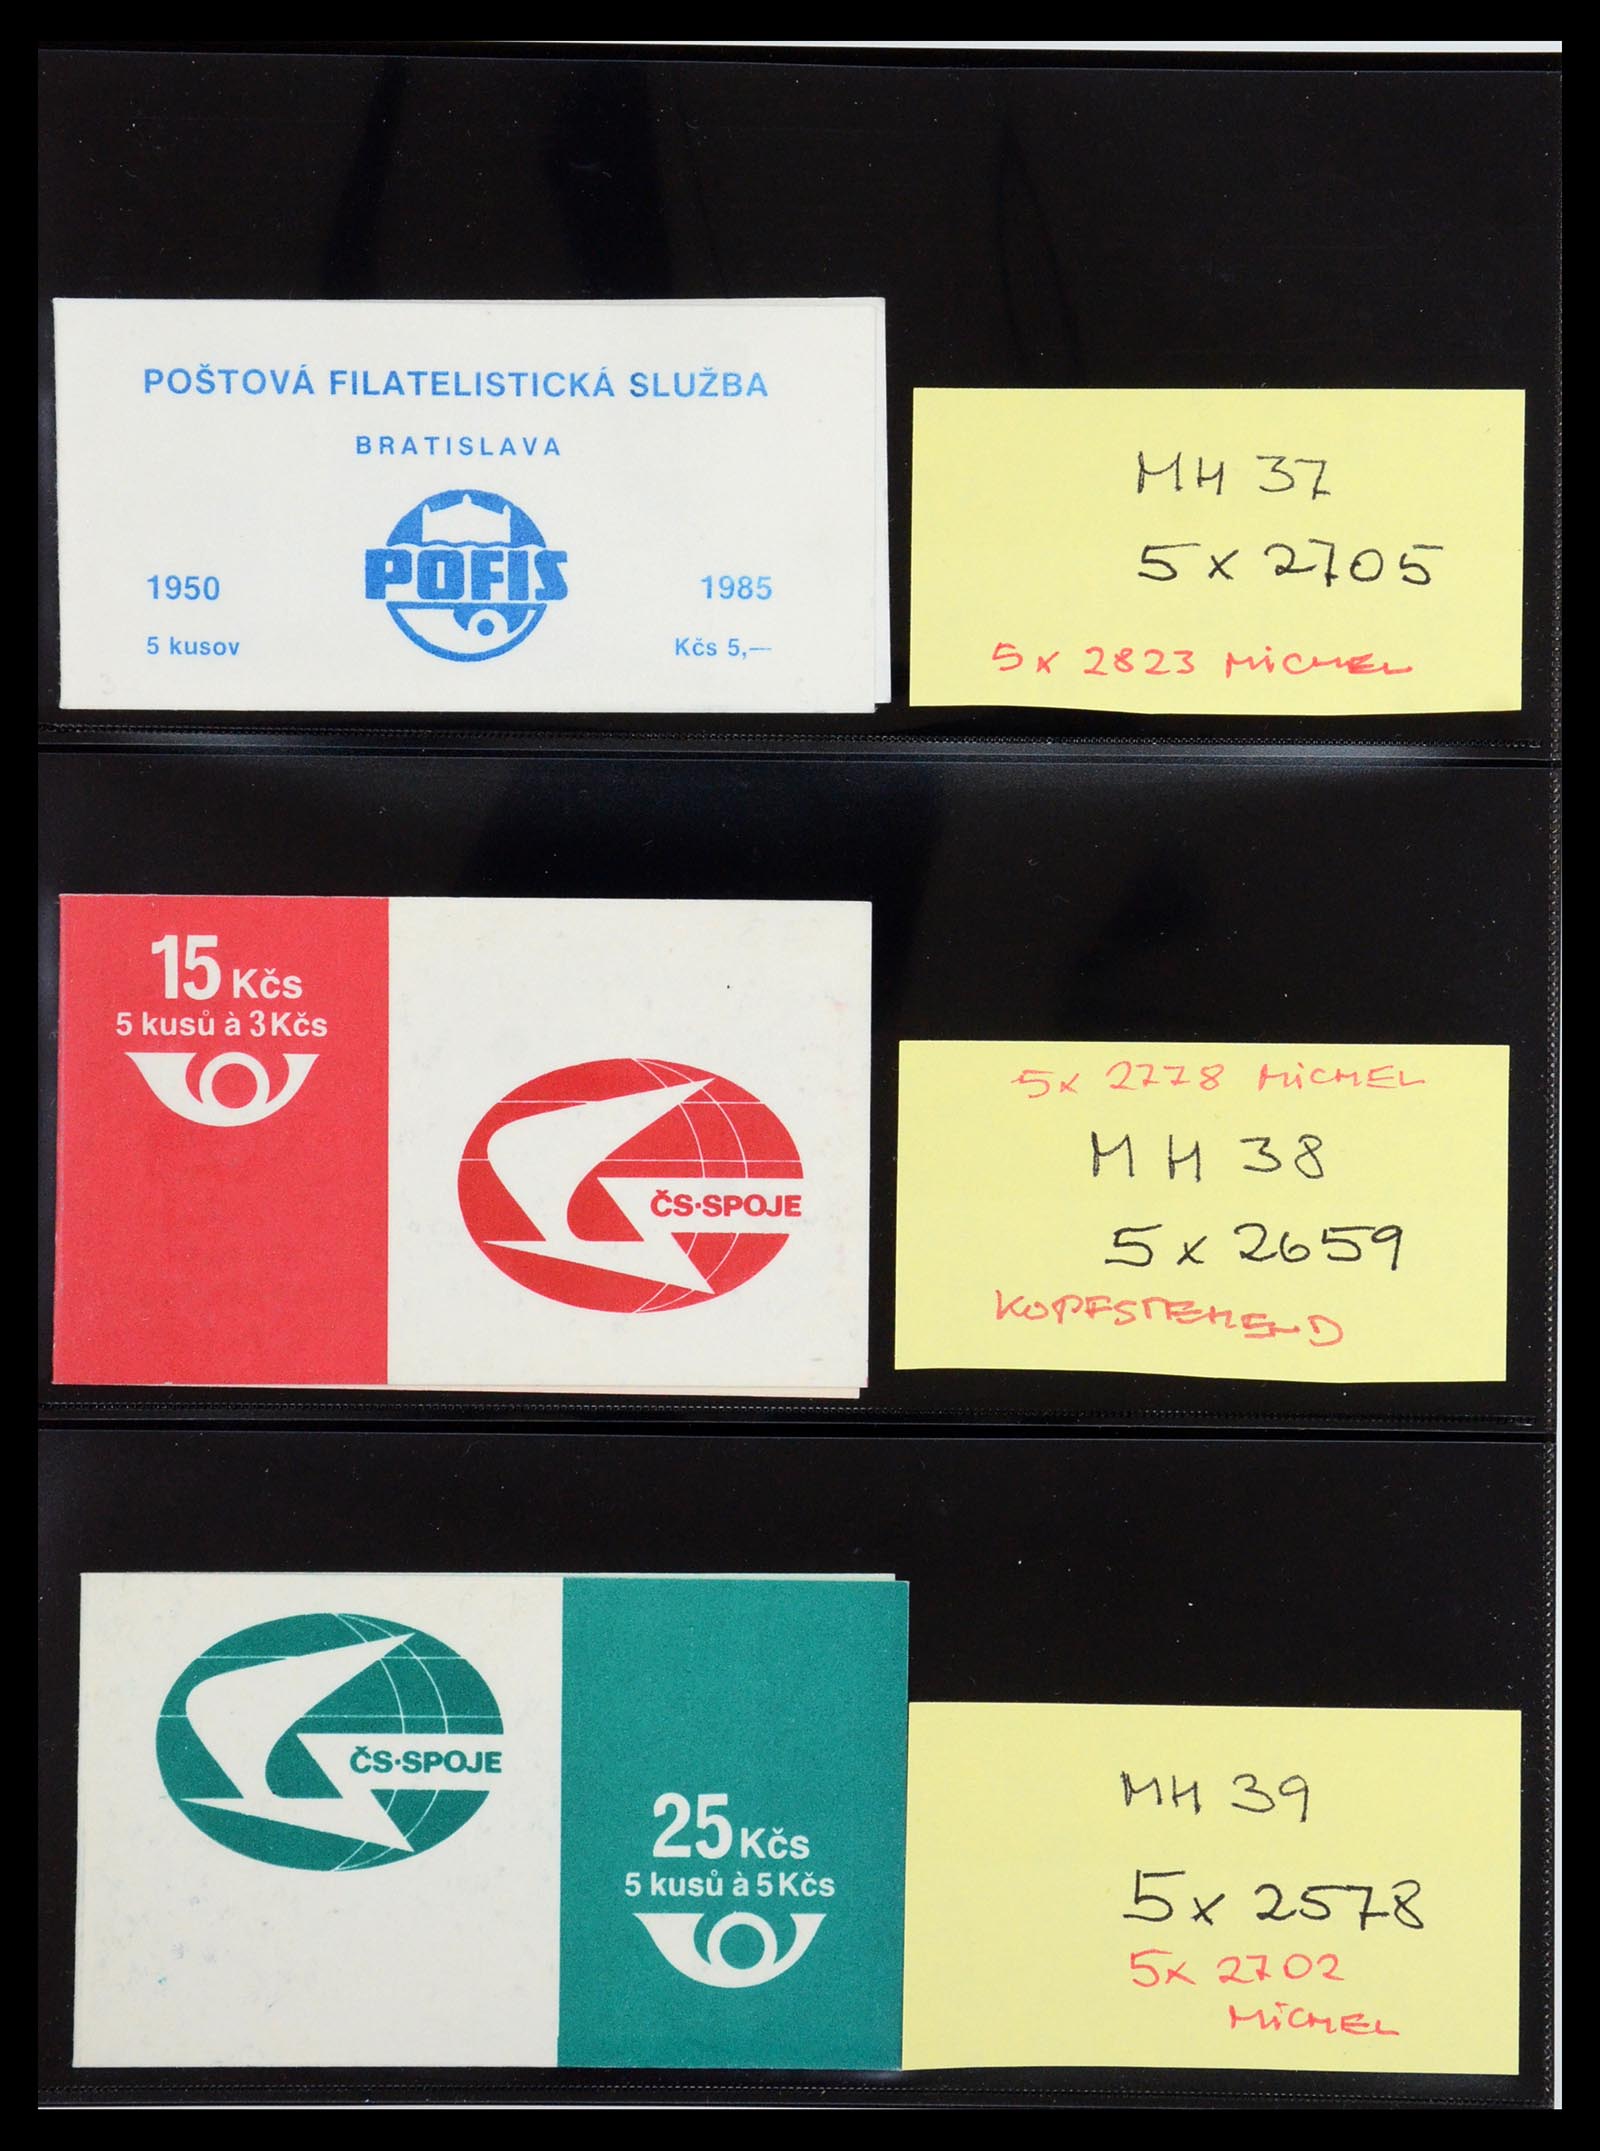 POŠTOVÁ FILATELISTICKÁ SLUŽBA
BRATISLAVA
POFIS
1950 1985
5 kusov Kčs 5,—
MH 37
5 x 2705
5 x 2823 MICHEL
15 Kčs
5 kusů à 3 Kčs
ČS·SPOJE
5x 2778 MICHEL
MH 38
5 x 2659
KOPFSTEHEND
ČS·SPOJE
25 Kčs
5 kusů à 5 Kčs
MH 39
5 x 2578
5x 2702
MICHEL